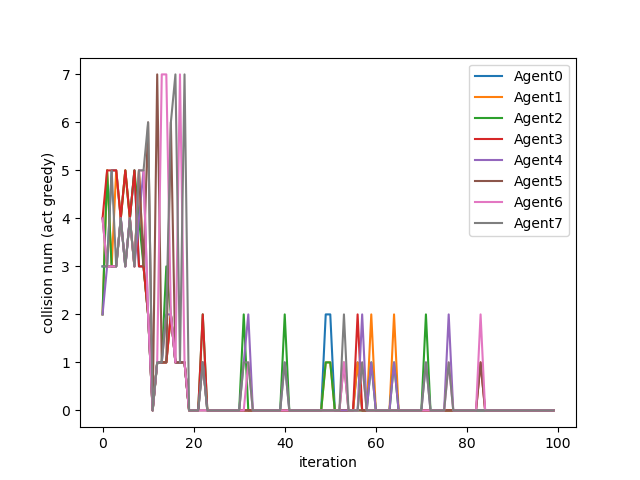 7
6
5
4
3
2
1
0
collision num (act greedy)
0 20 40 60 80 100
iteration
Agent0
Agent1
Agent2
Agent3
Agent4
Agent5
Agent6
Agent7